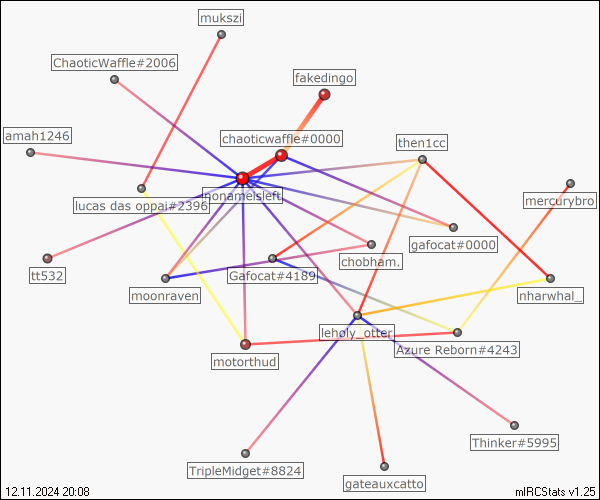 mukszi
ChaoticWaffle#2006
fakedingo
amah1246
chaoticwaffle#0000
then1cc
nonameisleft
mercurybro
lucas das oppai#2396
gafocat#0000
chobham.
tt532
Gafocat#4189
moonraven
nharwhal_
leholy_otter
Azure Reborn#4243
motorthud
Thinker#5995
TripleMidget#8824
gateauxcatto
12.11.2024 20:08
mIRCStats v1.25